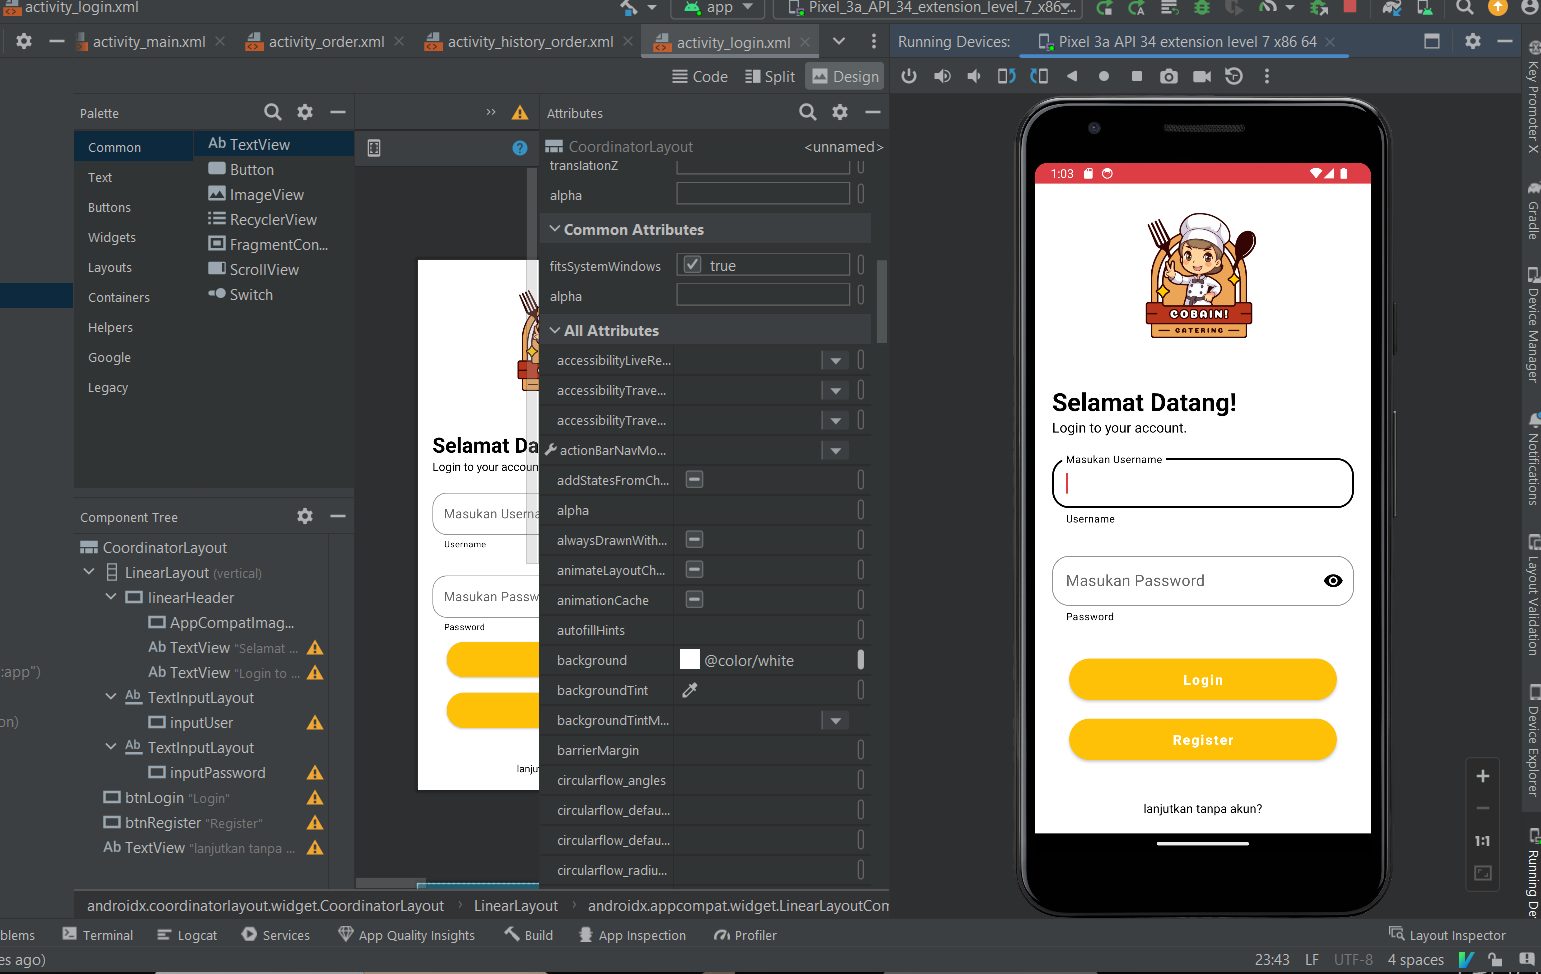 activity_login.xml
app
Pixel_3a_API_34_extension_level_7_x86_
activity_main.xml
activity_order.xml
activity_history_order.xml
activity_login.xml
Running Devices:
Pixel 3a API 34 extension level 7 x86 64
Code
Split
Design
Palette
Common
Text
Buttons
Widgets
Layouts
Containers
Helpers
Google
Legacy
Ab TextView
Button
ImageView
RecyclerView
FragmentCon...
ScrollView
Switch
Component Tree
CoordinatorLayout
LinearLayout (vertical)
linearHeader
AppCompatImag...
Ab TextView "Selamat ...
Ab TextView "Login to ...
Ab TextInputLayout
inputUser
Ab TextInputLayout
inputPassword
btnLogin "Login"
btnRegister "Register"
Ab TextView "lanjutkan tanpa ...
:app")
on)
Selamat Da
Login to your accoun
Masukan Userna
Username
Masukan Passw
Password
lanjut
Attributes
CoordinatorLayout
<unnamed>
translationZ
alpha
Common Attributes
fitsSystemWindows
true
alpha
All Attributes
accessibilityLiveRe...
accessibilityTrave...
accessibilityTrave...
actionBarNavMo...
addStatesFromCh...
alpha
alwaysDrawnWith...
animateLayoutCh...
animationCache
autofillHints
background
@color/white
backgroundTint
backgroundTintM...
barrierMargin
circularflow_angles
circularflow_defau...
circularflow_defau...
circularflow_radiu...
1:03
COBAIN!
CATERING
Selamat Datang!
Login to your account.
Masukan Username
Username
Masukan Password
Password
Login
Register
lanjutkan tanpa akun?
1:1
Key Promoter X
Gradle
Device Manager
Notifications
Layout Validation
Device Explorer
Running De
androidx.coordinatorlayout.widget.CoordinatorLayout
LinearLayout
androidx.appcompat.widget.LinearLayoutCom
blems
Terminal
Logcat
Services
App Quality Insights
Build
App Inspection
Profiler
Layout Inspector
es ago)
23:43
LF
UTF-8
4 spaces